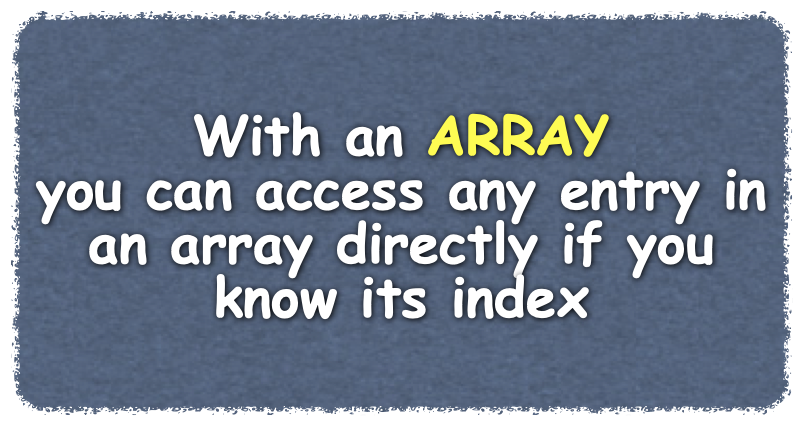 With an ARRAY
you can access any entry in
an array directly if you
know its index